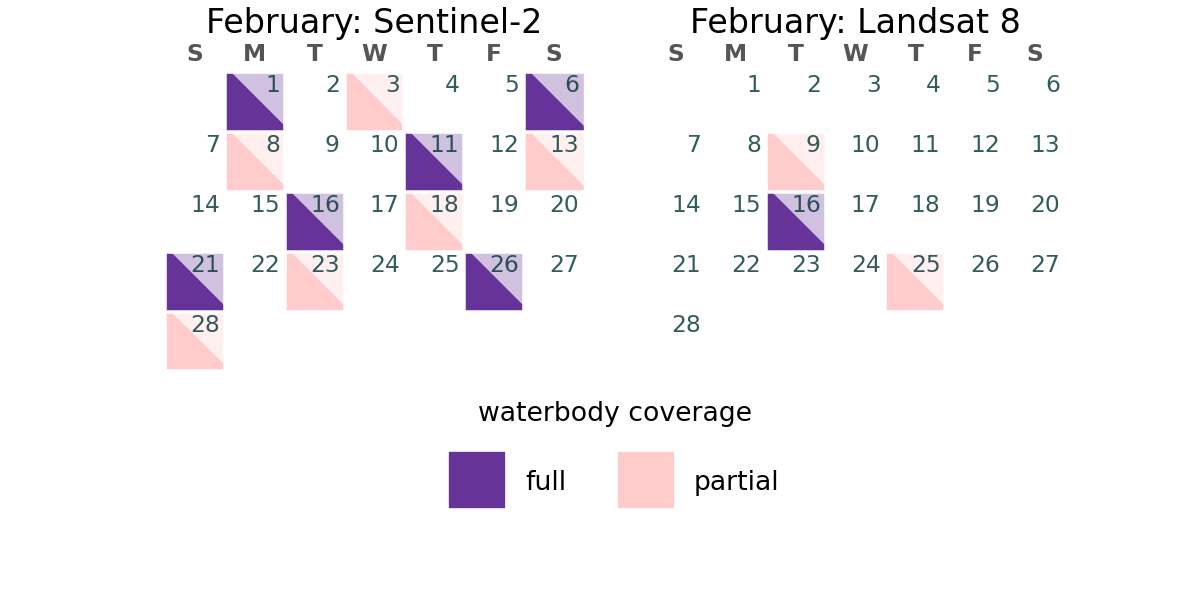 February: Sentinel-2
S M T W T F S
1 2 3 4 5 6
7 8 9 10 11 12 13
14 15 16 17 18 19 20
21 22 23 24 25 26 27
28
February: Landsat 8
S M T W T F S
1 2 3 4 5 6
7 8 9 10 11 12 13
14 15 16 17 18 19 20
21 22 23 24 25 26 27
28
waterbody coverage
full partial